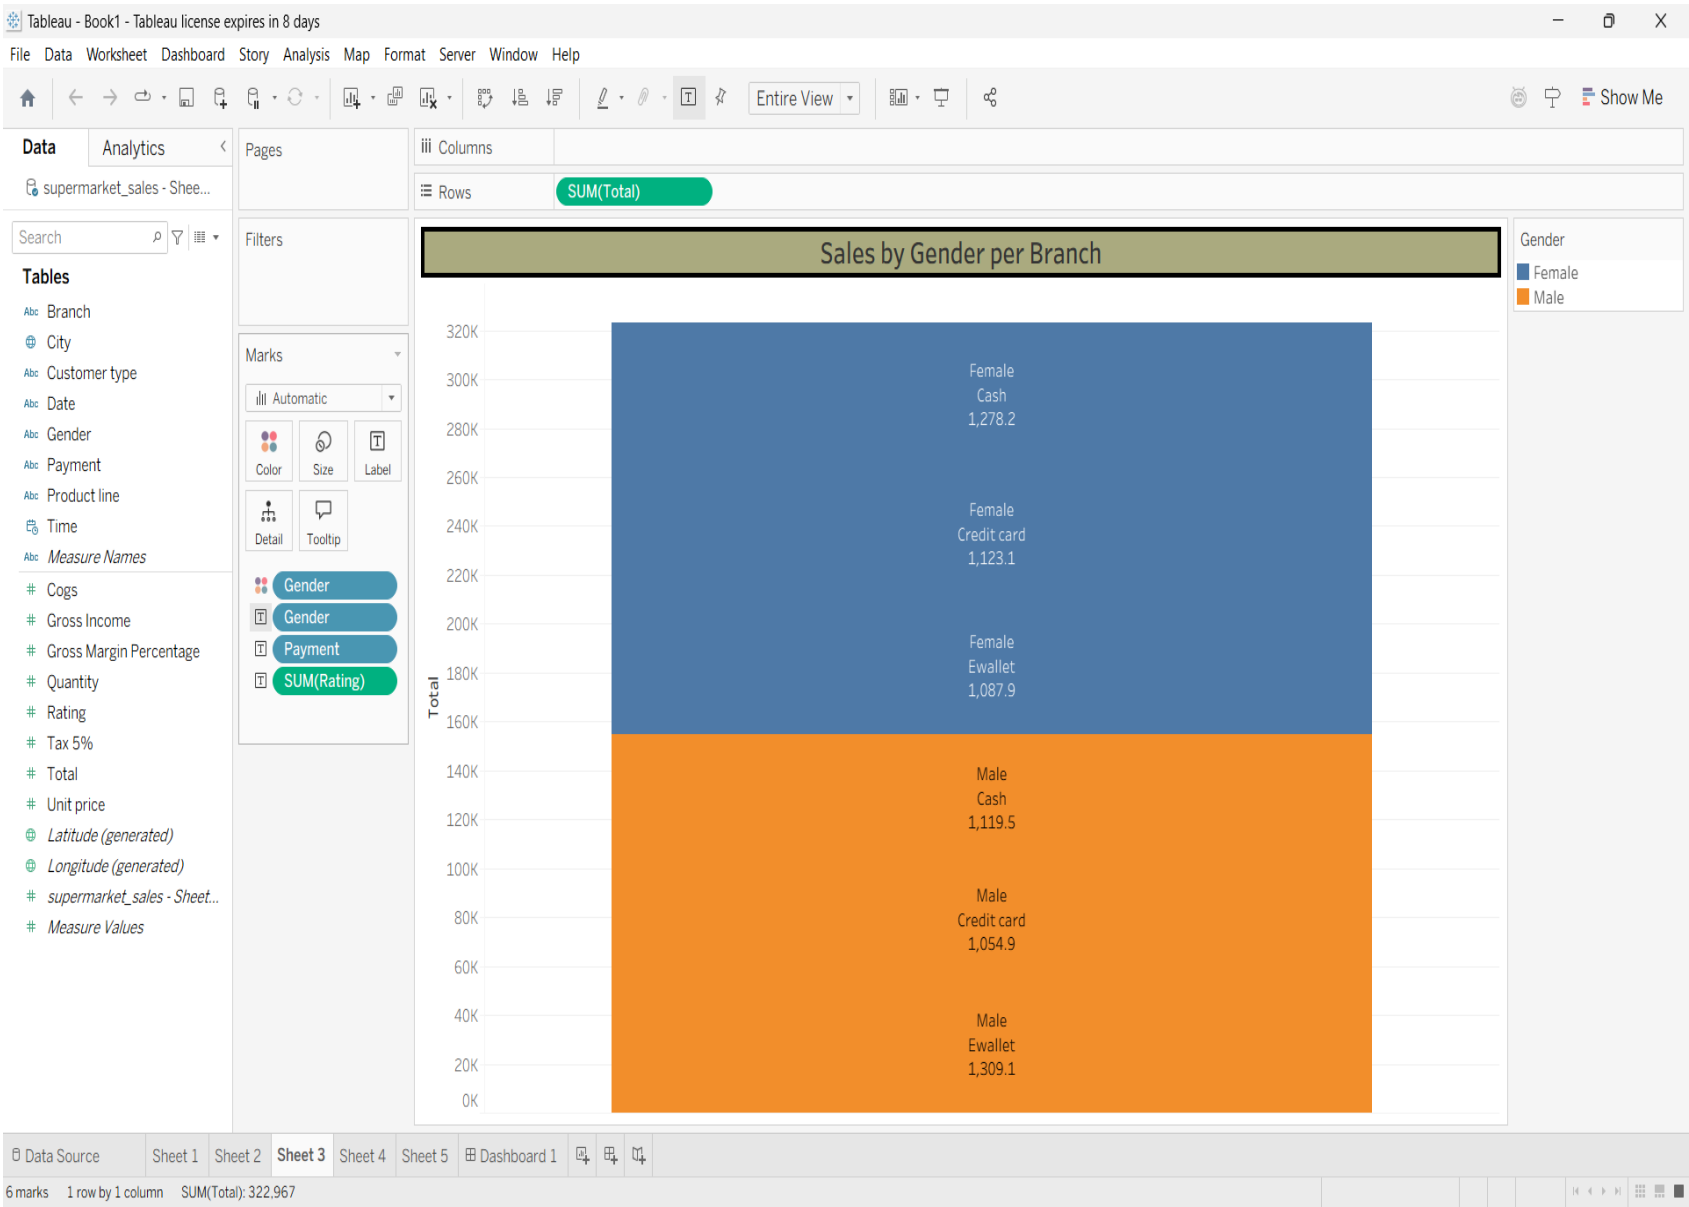 Tableau - Book1 - Tableau license expires in 8 days
File Data Worksheet Dashboard Story Analysis Map Format Server Window Help
Entire View
Show Me
Data Analytics
supermarket_sales - Shee...
Search
Tables
Abc Branch
City
Abc Customer type
Abc Date
Abc Gender
Abc Payment
Abc Product line
Time
Abc Measure Names
# Cogs
# Gross Income
# Gross Margin Percentage
# Quantity
# Rating
# Tax 5%
# Total
# Unit price
Latitude (generated)
Longitude (generated)
# supermarket_sales - Sheet...
# Measure Values
Pages
Filters
Marks
Automatic
Color Size Label
Detail Tooltip
Gender
Gender
Payment
SUM(Rating)
Columns
Rows SUM(Total)
Sales by Gender per Branch
Total
320K
300K
280K
260K
240K
220K
200K
180K
160K
140K
120K
100K
80K
60K
40K
20K
0K
Female
Cash
1,278.2
Female
Credit card
1,123.1
Female
Ewallet
1,087.9
Male
Cash
1,119.5
Male
Credit card
1,054.9
Male
Ewallet
1,309.1
Gender
Female
Male
Data Source Sheet 1 Sheet 2 Sheet 3 Sheet 4 Sheet 5 Dashboard 1
6 marks 1 row by 1 column SUM(Total): 322,967